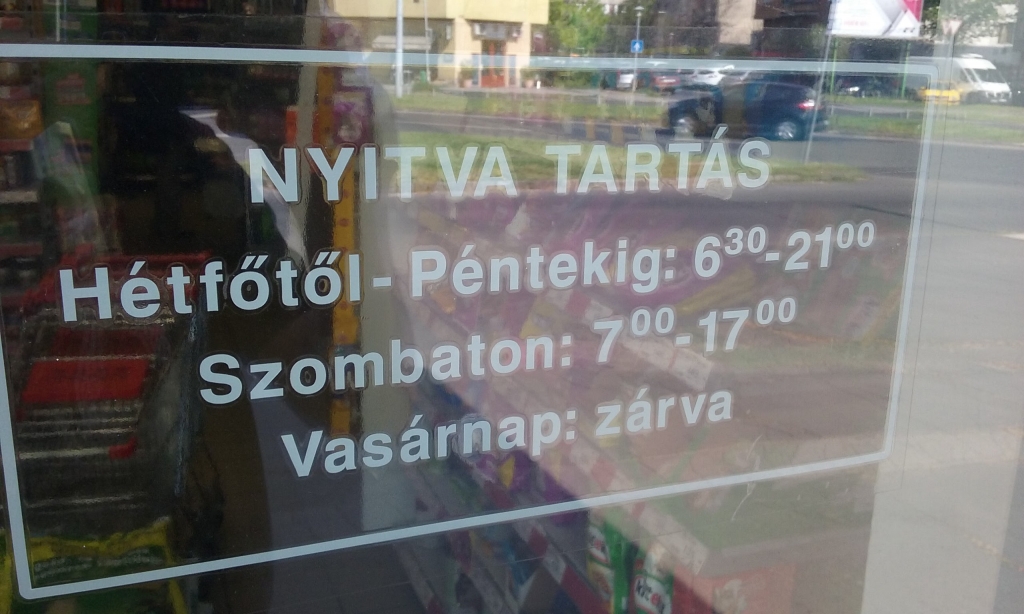 NYITVA TARTÁS
Hétfőtől - Péntekig: 6³⁰-21⁰⁰
Szombaton: 7⁰⁰-17⁰⁰
Vasárnap: zárva